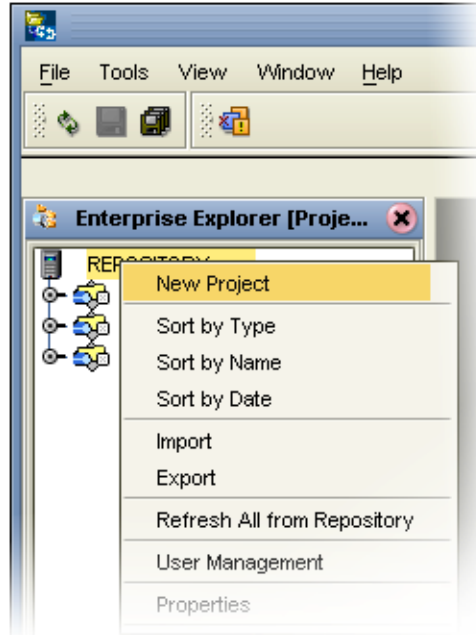 File Tools View Window Help
Enterprise Explorer [Proje...
REPOSITORY
New Project
Sort by Type
Sort by Name
Sort by Date
Import
Export
Refresh All from Repository
User Management
Properties